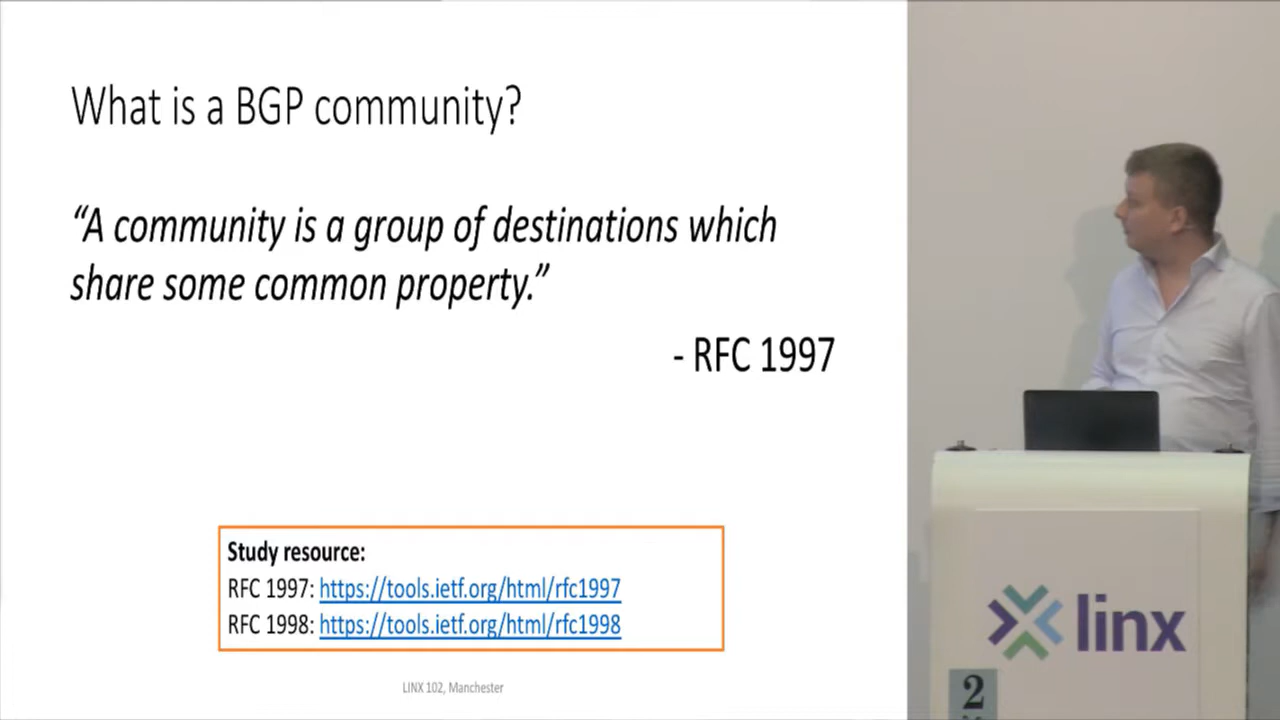 What is a BGP community?
“A community is a group of destinations which
share some common property.”
- RFC 1997
Study resource:
RFC 1997: https://tools.ietf.org/html/rfc1997
RFC 1998: https://tools.ietf.org/html/rfc1998
LINX 102, Manchester
linx
2